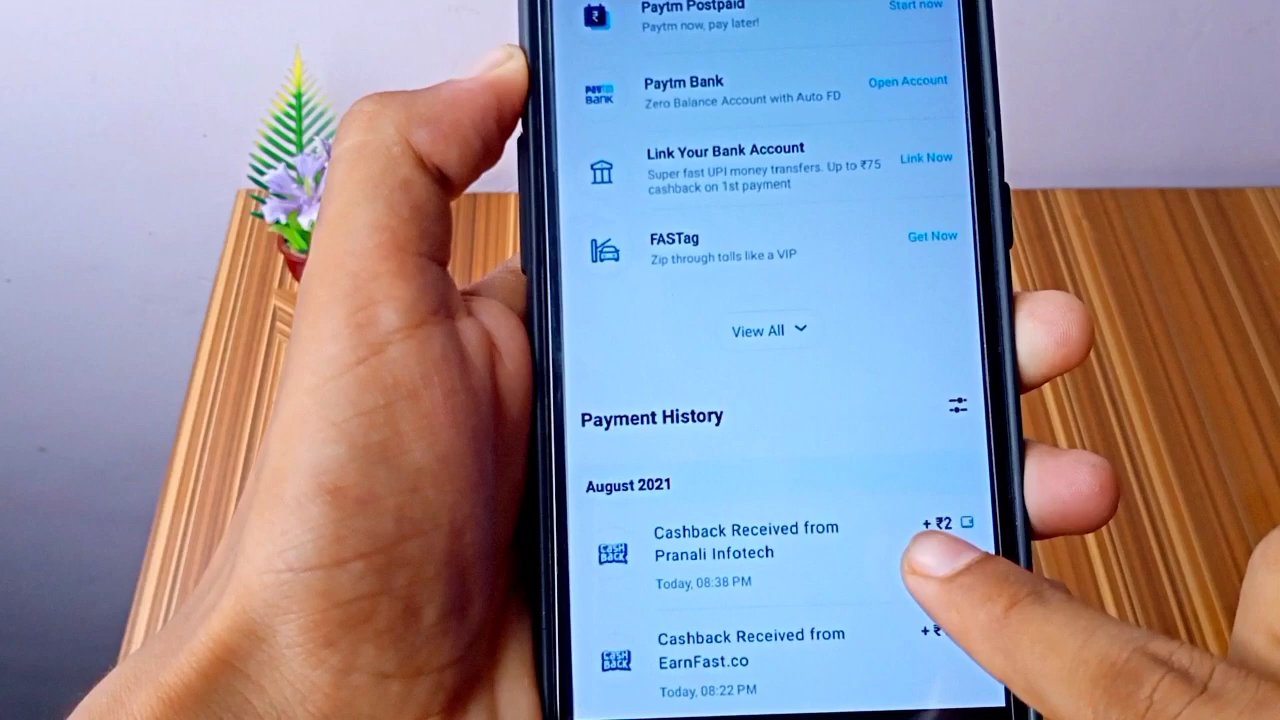 Paytm Postpaid
Start now
Paytm now, pay later!
Paytm Bank
Open Account
Zero Balance Account with Auto FD
PAYTM BANK
Link Your Bank Account
Link Now
Super fast UPI money transfers. Up to ₹75
cashback on 1st payment
FASTag
Get Now
Zip through tolls like a VIP
View All
Payment History
August 2021
Cashback Received from
+ ₹2
Pranali Infotech
CASH BACK
Today, 08:38 PM
Cashback Received from
+ ₹
EarnFast.co
CASH BACK
Today, 08:22 PM